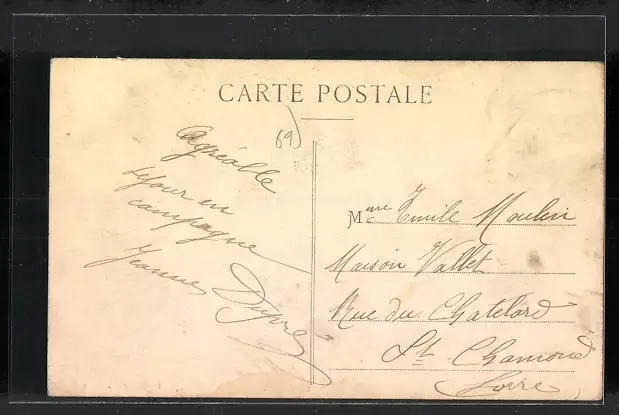 CARTE POSTALE
69)
Agréable
séjour en
campagne
Jeanne Dupré
Mme Emile Moulin
Maison Vallet
Rue du Chatelard
St Chamond
Loire